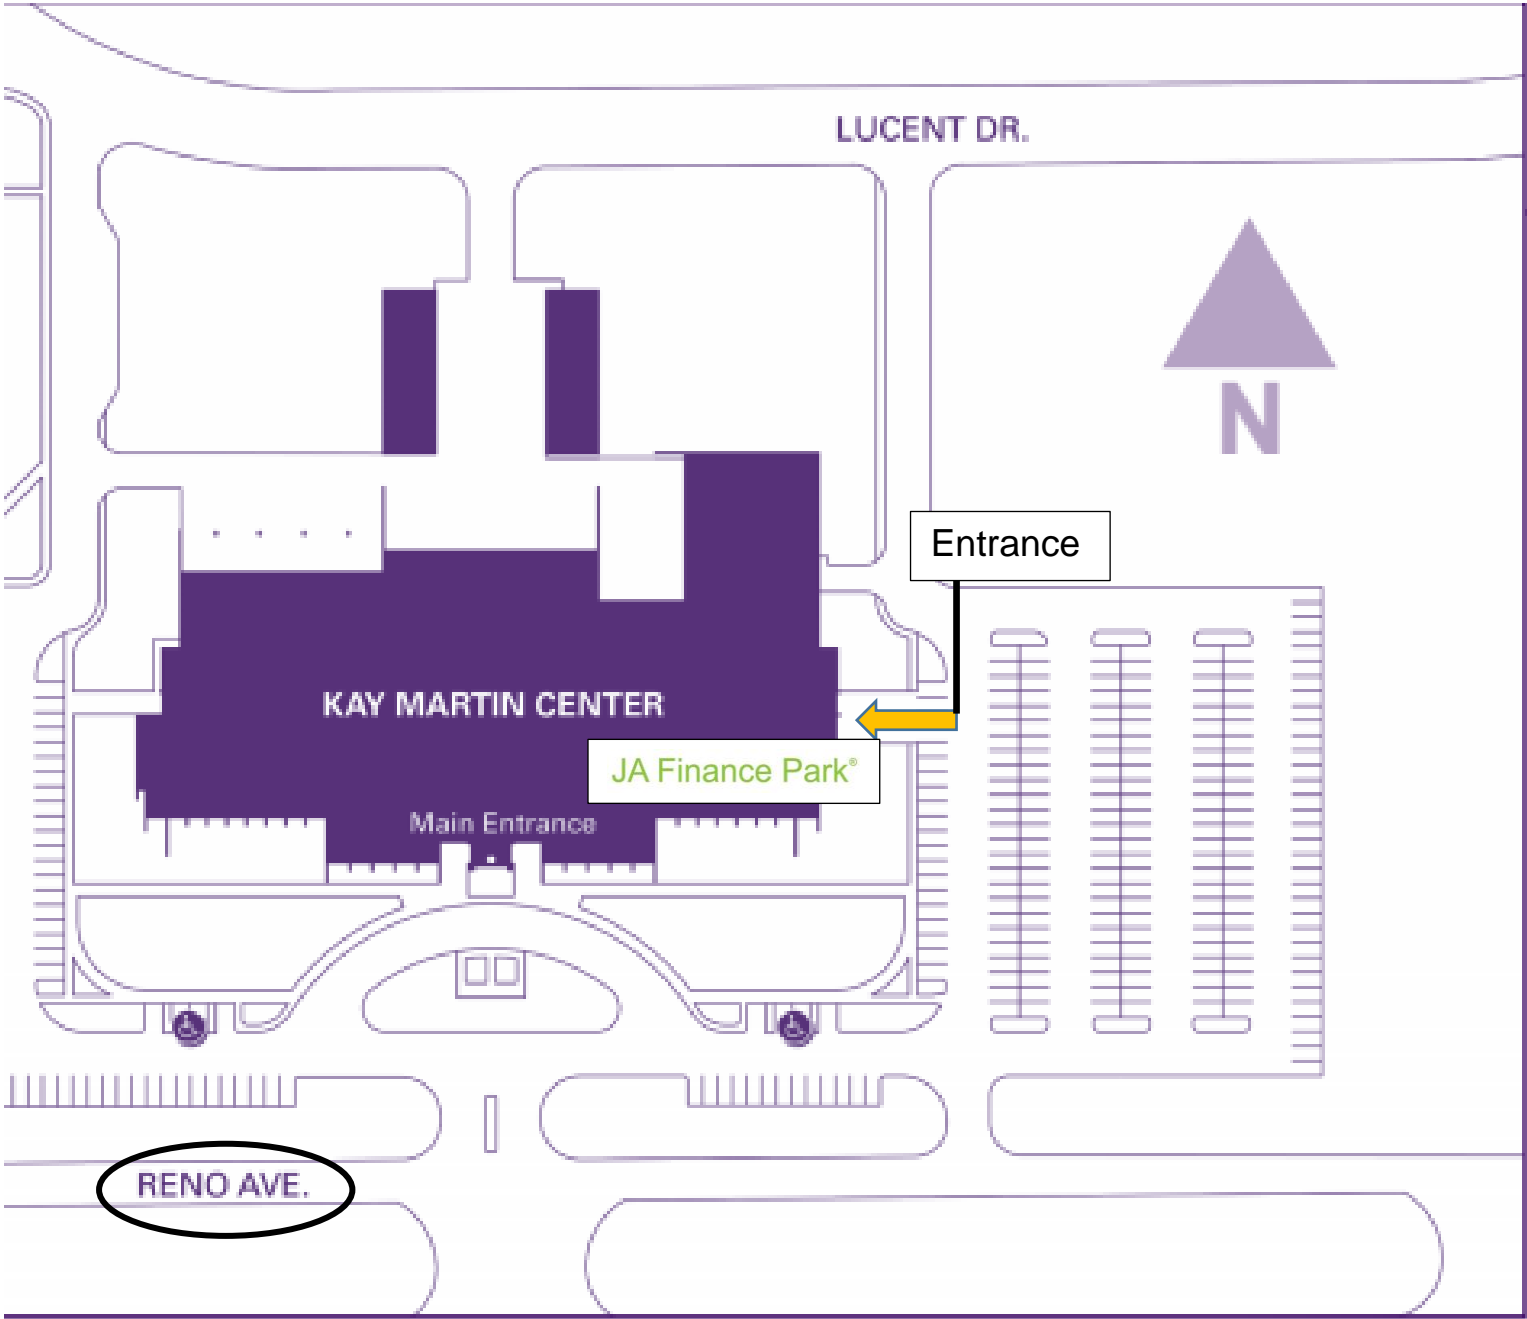 LUCENT DR.
N
Entrance
KAY MARTIN CENTER
JA Finance Park®
Main Entrance
RENO AVE.